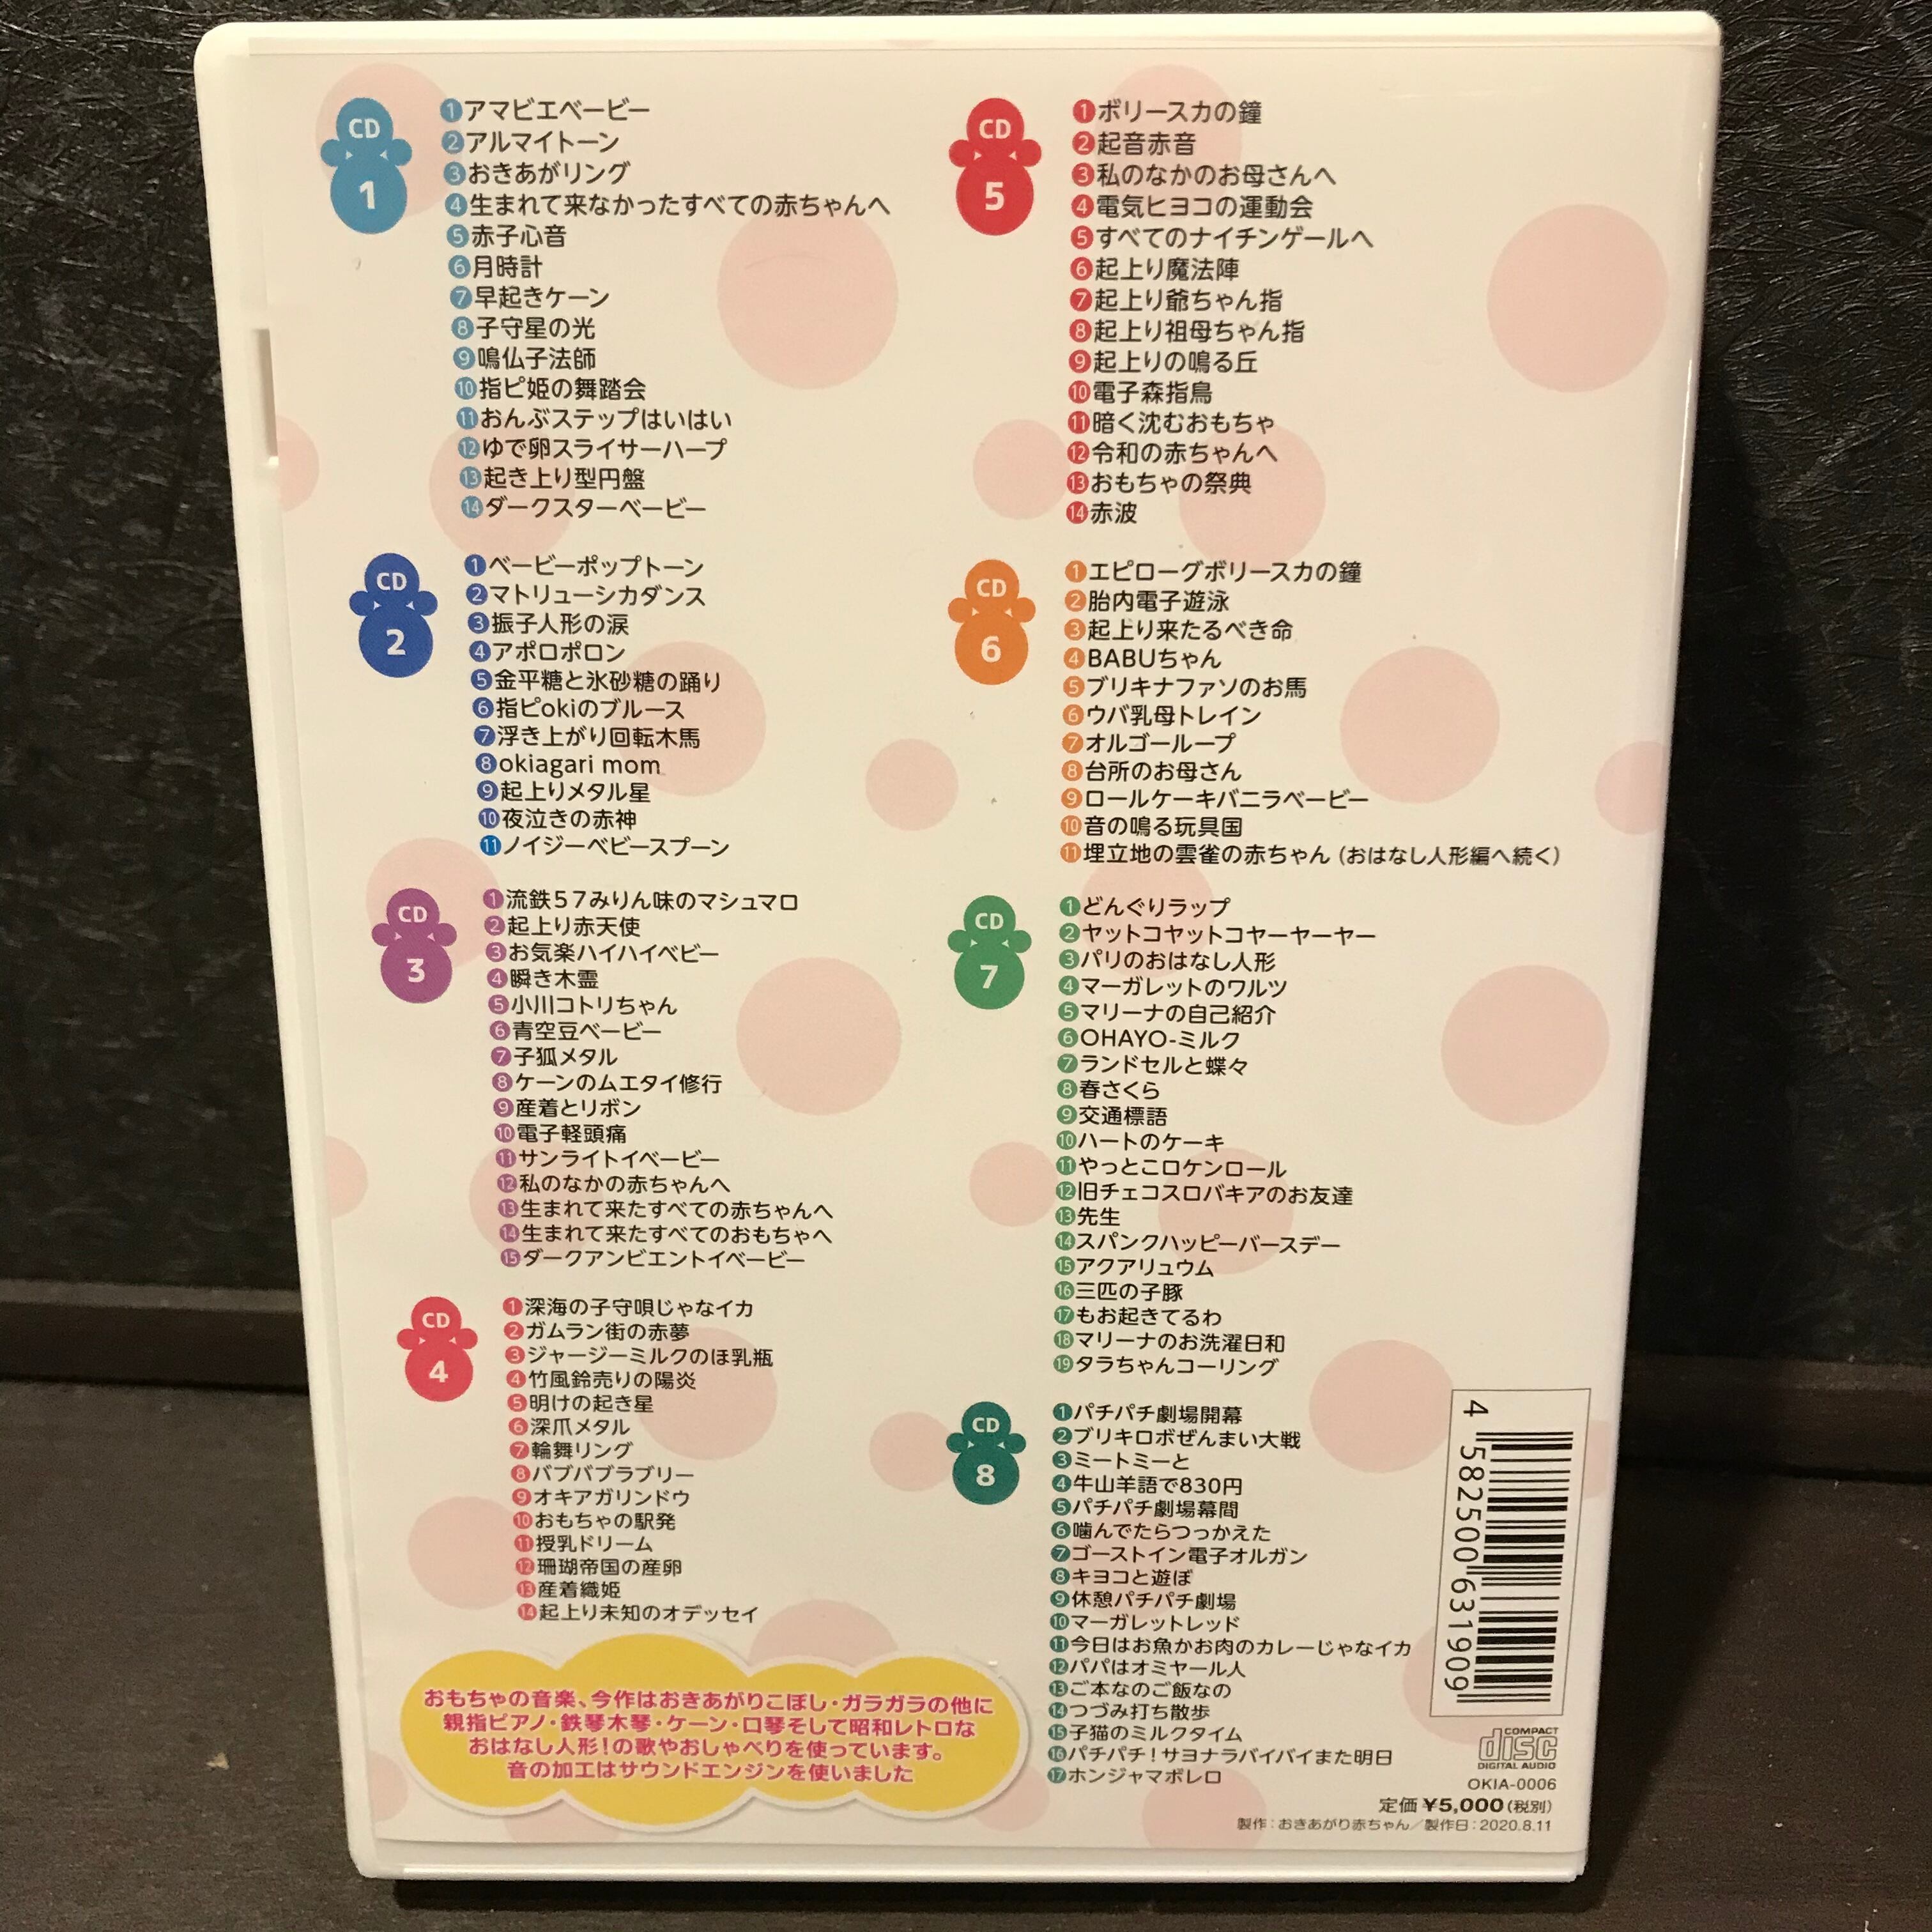 CD
1
①アマビエベービー
②アルマイトーン
③おきあがリング
④生まれて来なかったすべての赤ちゃんへ
⑤赤子心音
⑥月時計
⑦早起きケーン
⑧子守星の光
⑨鳴仏子法師
⑩指ピ姫の舞踏会
⑪おんぶステップはいはい
⑫ゆで卵スライサーハープ
⑬起き上り型円盤
⑭ダークスターベービー
CD
2
①ベービーポップトーン
②マトリューシカダンス
③振子人形の涙
④アポロポロン
⑤金平糖と氷砂糖の踊り
⑥指ピokiのブルース
⑦浮き上がり回転木馬
⑧okiagari mom
⑨起上りメタル星
⑩夜泣きの赤神
⑪ノイジーベビースプーン
CD
3
①流鉄57みりん味のマシュマロ
②起上り赤天使
③お気楽ハイハイベビー
④瞬き木霊
⑤小川コトリちゃん
⑥青空豆ベービー
⑦子狐メタル
⑧ケーンのムエタイ修行
⑨産着とリボン
⑩電子軽頭痛
⑪サンライトイベービー
⑫私のなかの赤ちゃんへ
⑬生まれて来たすべての赤ちゃんへ
⑭生まれて来たすべてのおもちゃへ
⑮ダークアンビエントイベービー
CD
4
①深海の子守唄じゃなイカ
②ガムラン街の赤夢
③ジャージーミルクのほ乳瓶
④竹風鈴売りの陽炎
⑤明けの起き星
⑥深爪メタル
⑦輪舞リング
⑧バブバブラブリー
⑨オキアガリンドウ
⑩おもちゃの駅発
⑪授乳ドリーム
⑫珊瑚帝国の産卵
⑬産着織姫
⑭起上り未知のオデッセイ
おもちゃの音楽、今作はおきあがりこぼし・ガラガラの他に
親指ピアノ・鉄琴木琴・ケーン・口琴そして昭和レトロな
おはなし人形！の歌やおしゃべりを使っています。
音の加工はサウンドエンジンを使いました
CD
5
①ボリースカの鐘
②起音赤音
③私のなかのお母さんへ
④電気ヒヨコの運動会
⑤すべてのナイチンゲールへ
⑥起上り魔法陣
⑦起上り爺ちゃん指
⑧起上り祖母ちゃん指
⑨起上りの鳴る丘
⑩電子森指鳥
⑪暗く沈むおもちゃ
⑫令和の赤ちゃんへ
⑬おもちゃの祭典
⑭赤波
CD
6
①エピローグボリースカの鐘
②胎内電子遊泳
③起上り来たるべき命
④BABUちゃん
⑤ブリキナファソのお馬
⑥ウバ乳母トレイン
⑦オルゴーループ
⑧台所のお母さん
⑨ロールケーキバニラベービー
⑩音の鳴る玩具国
⑪埋立地の雲雀の赤ちゃん（おはなし人形編へ続く）
CD
7
①どんぐりラップ
②ヤットコヤットコヤーヤーヤー
③パリのおはなし人形
④マーガレットのワルツ
⑤マリーナの自己紹介
⑥OHAYO-ミルク
⑦ランドセルと蝶々
⑧春さくら
⑨交通標語
⑩ハートのケーキ
⑪やっとこロケンロール
⑫旧チェコスロバキアのお友達
⑬先生
⑭スパンクハッピーバースデー
⑮アクアリュウム
⑯三匹の子豚
⑰もお起きてるわ
⑱マリーナのお洗濯日和
⑲タラちゃんコーリング
CD
8
①パチパチ劇場開幕
②ブリキロボぜんまい大戦
③ミートミーと
④牛山羊語で830円
⑤パチパチ劇場幕間
⑥噛んでたらつっかえた
⑦ゴーストイン電子オルガン
⑧キヨコと遊ぼ
⑨休憩パチパチ劇場
⑩マーガレットレッド
⑪今日はお魚かお肉のカレーじゃなイカ
⑫パパはオミヤール人
⑬ご本なのご飯なの
⑭つづみ打ち散歩
⑮子猫のミルクタイム
⑯パチパチ！サヨナラバイバイまた明日
⑰ホンジャマボレロ
4 582500 631909
COMPACT
disc
DIGITAL AUDIO
OKIA-0006
定価 ¥5,000（税別）
製作：おきあがり赤ちゃん／製作日：2020.8.11